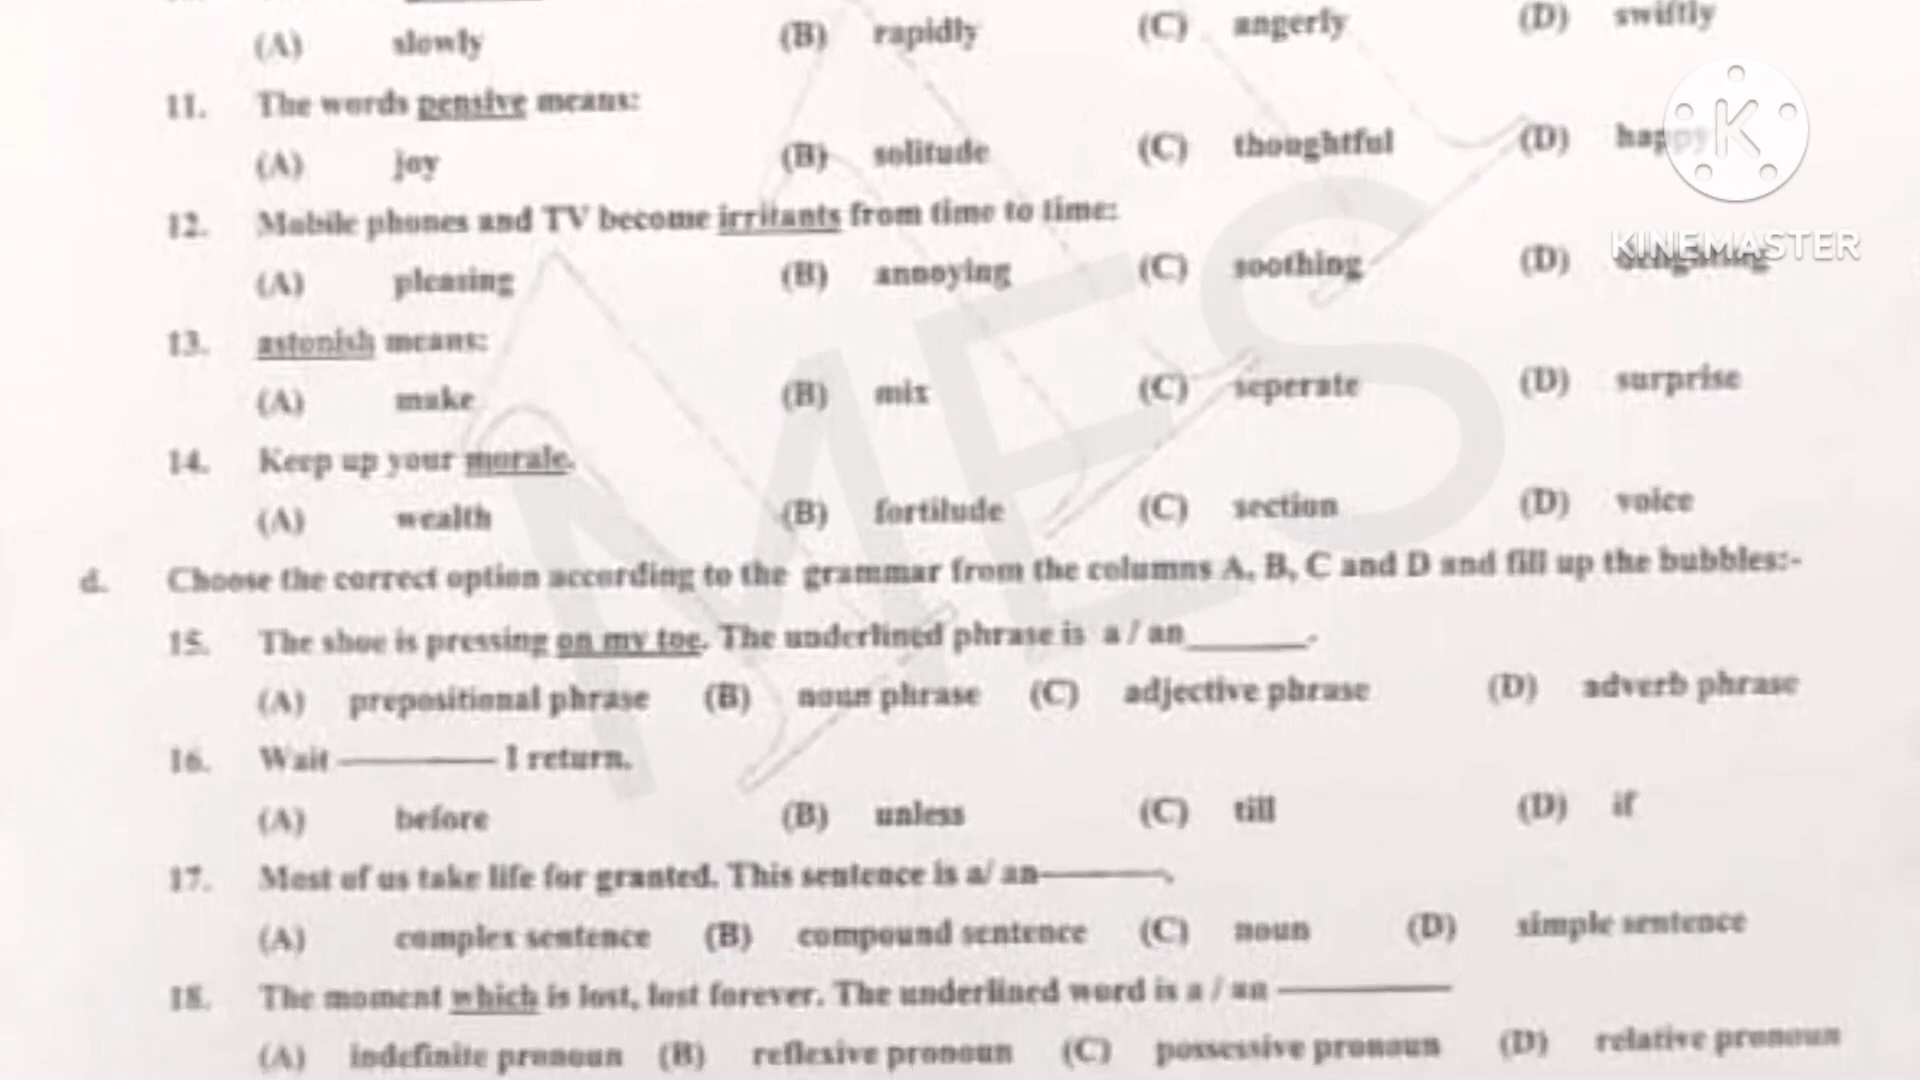 (A) slowly (B) rapidly (C) angerly (D) swiftly
11. The words pensive means:
(A) joy (B) solitude (C) thoughtful (D) happy
12. Mobile phones and TV become irritants from time to time:
(A) pleasing (B) annoying (C) soothing (D)
KINEMASTER
13. astonish means:
(A) make (B) mix (C) seperate (D) surprise
14. Keep up your morale.
(A) wealth (B) fortitude (C) section (D) voice
d. Choose the correct option according to the grammar from the columns A, B, C and D and fill up the bubbles:-
15. The shoe is pressing on my toe. The underlined phrase is a / an ______.
(A) prepositional phrase (B) noun phrase (C) adjective phrase (D) adverb phrase
16. Wait ———— I return.
(A) before (B) unless (C) till (D) if
17. Most of us take life for granted. This sentence is a/ an————.
(A) complex sentence (B) compound sentence (C) noun (D) simple sentence
18. The moment which is lost, lost forever. The underlined word is a / an ————
(A) indefinite pronoun (B) reflexive pronoun (C) possessive pronoun (D) relative pronoun
MES